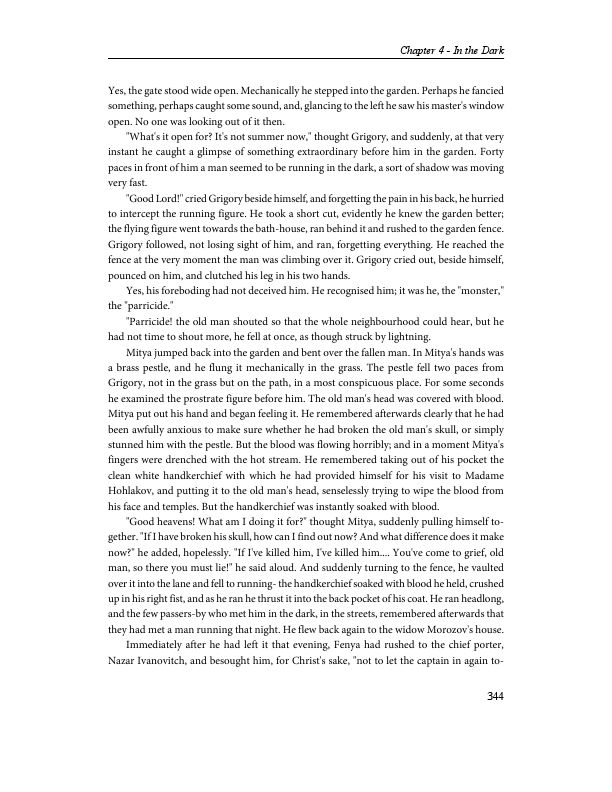 Chapter 4 - In the Dark
Yes, the gate stood wide open. Mechanically he stepped into the garden. Perhaps he fancied
something, perhaps caught some sound, and, glancing to the left he saw his master's window
open. No one was looking out of it then.
"What's it open for? It's not summer now," thought Grigory, and suddenly, at that very
instant he caught a glimpse of something extraordinary before him in the garden. Forty
paces in front of him a man seemed to be running in the dark, a sort of shadow was moving
very fast.
"Good Lord!" cried Grigory beside himself, and forgetting the pain in his back, he hurried
to intercept the running figure. He took a short cut, evidently he knew the garden better;
the flying figure went towards the bath-house, ran behind it and rushed to the garden fence.
Grigory followed, not losing sight of him, and ran, forgetting everything. He reached the
fence at the very moment the man was climbing over it. Grigory cried out, beside himself,
pounced on him, and clutched his leg in his two hands.
Yes, his foreboding had not deceived him. He recognised him; it was he, the "monster,"
the "parricide."
"Parricide! the old man shouted so that the whole neighbourhood could hear, but he
had not time to shout more, he fell at once, as though struck by lightning.
Mitya jumped back into the garden and bent over the fallen man. In Mitya's hands was
a brass pestle, and he flung it mechanically in the grass. The pestle fell two paces from
Grigory, not in the grass but on the path, in a most conspicuous place. For some seconds
he examined the prostrate figure before him. The old man's head was covered with blood.
Mitya put out his hand and began feeling it. He remembered afterwards clearly that he had
been awfully anxious to make sure whether he had broken the old man's skull, or simply
stunned him with the pestle. But the blood was flowing horribly; and in a moment Mitya's
fingers were drenched with the hot stream. He remembered taking out of his pocket the
clean white handkerchief with which he had provided himself for his visit to Madame
Hohlakov, and putting it to the old man's head, senselessly trying to wipe the blood from
his face and temples. But the handkerchief was instantly soaked with blood.
"Good heavens! What am I doing it for?" thought Mitya, suddenly pulling himself to-
gether. "If I have broken his skull, how can I find out now? And what difference does it make
now?" he added, hopelessly. "If I've killed him, I've killed him.... You've come to grief, old
man, so there you must lie!" he said aloud. And suddenly turning to the fence, he vaulted
over it into the lane and fell to running- the handkerchief soaked with blood he held, crushed
up in his right fist, and as he ran he thrust it into the back pocket of his coat. He ran headlong,
and the few passers-by who met him in the dark, in the streets, remembered afterwards that
they had met a man running that night. He flew back again to the widow Morozov's house.
Immediately after he had left it that evening, Fenya had rushed to the chief porter,
Nazar Ivanovitch, and besought him, for Christ's sake, "not to let the captain in again to-
344